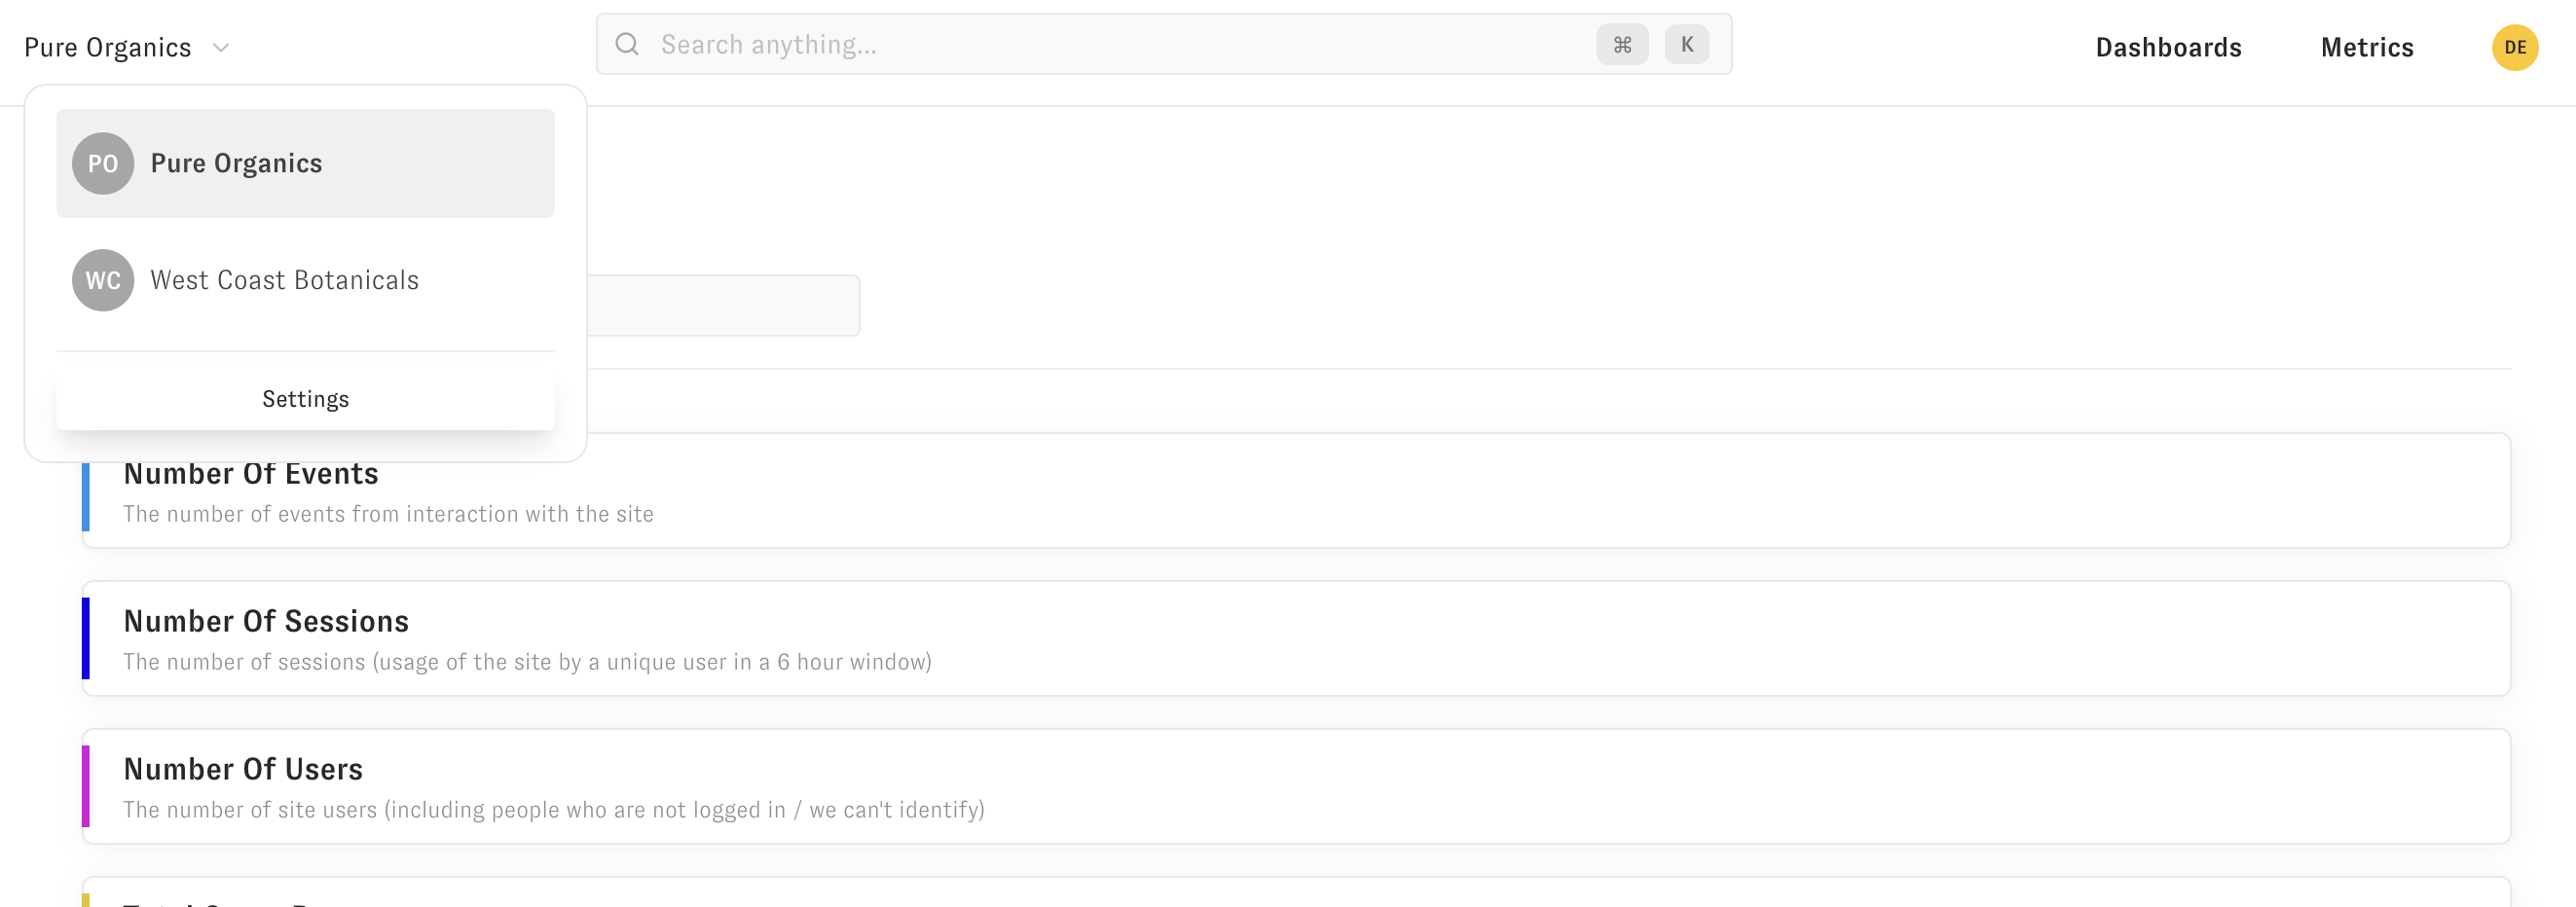 Pure Organics
Search anything...
⌘ K
Dashboards
Metrics
DE
PO
Pure Organics
WC
West Coast Botanicals
Settings
Number Of Events
The number of events from interaction with the site
Number Of Sessions
The number of sessions (usage of the site by a unique user in a 6 hour window)
Number Of Users
The number of site users (including people who are not logged in / we can't identify)